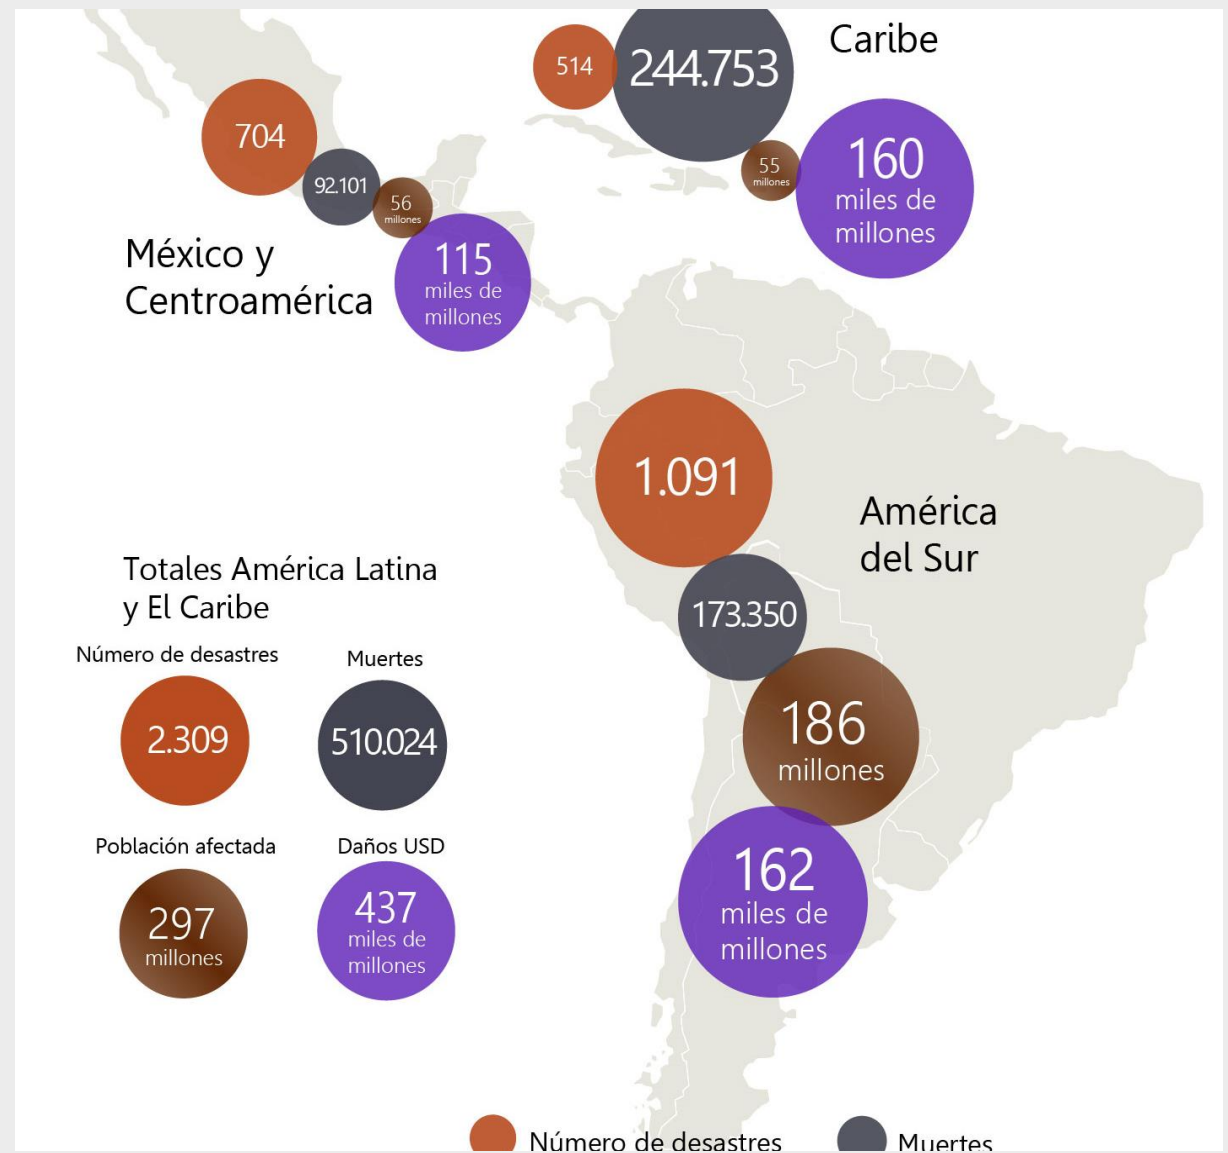 Caribe
514
244.753
55
millones
160
miles de
millones
704
92.101
56
millones
115
miles de
millones
México y
Centroamérica
1.091
América
del Sur
173.350
186
millones
162
miles de
millones
Totales América Latina
y El Caribe
Número de desastres
2.309
Muertes
510.024
Población afectada
297
millones
Daños USD
437
miles de
millones
Número de desastres
Muertes